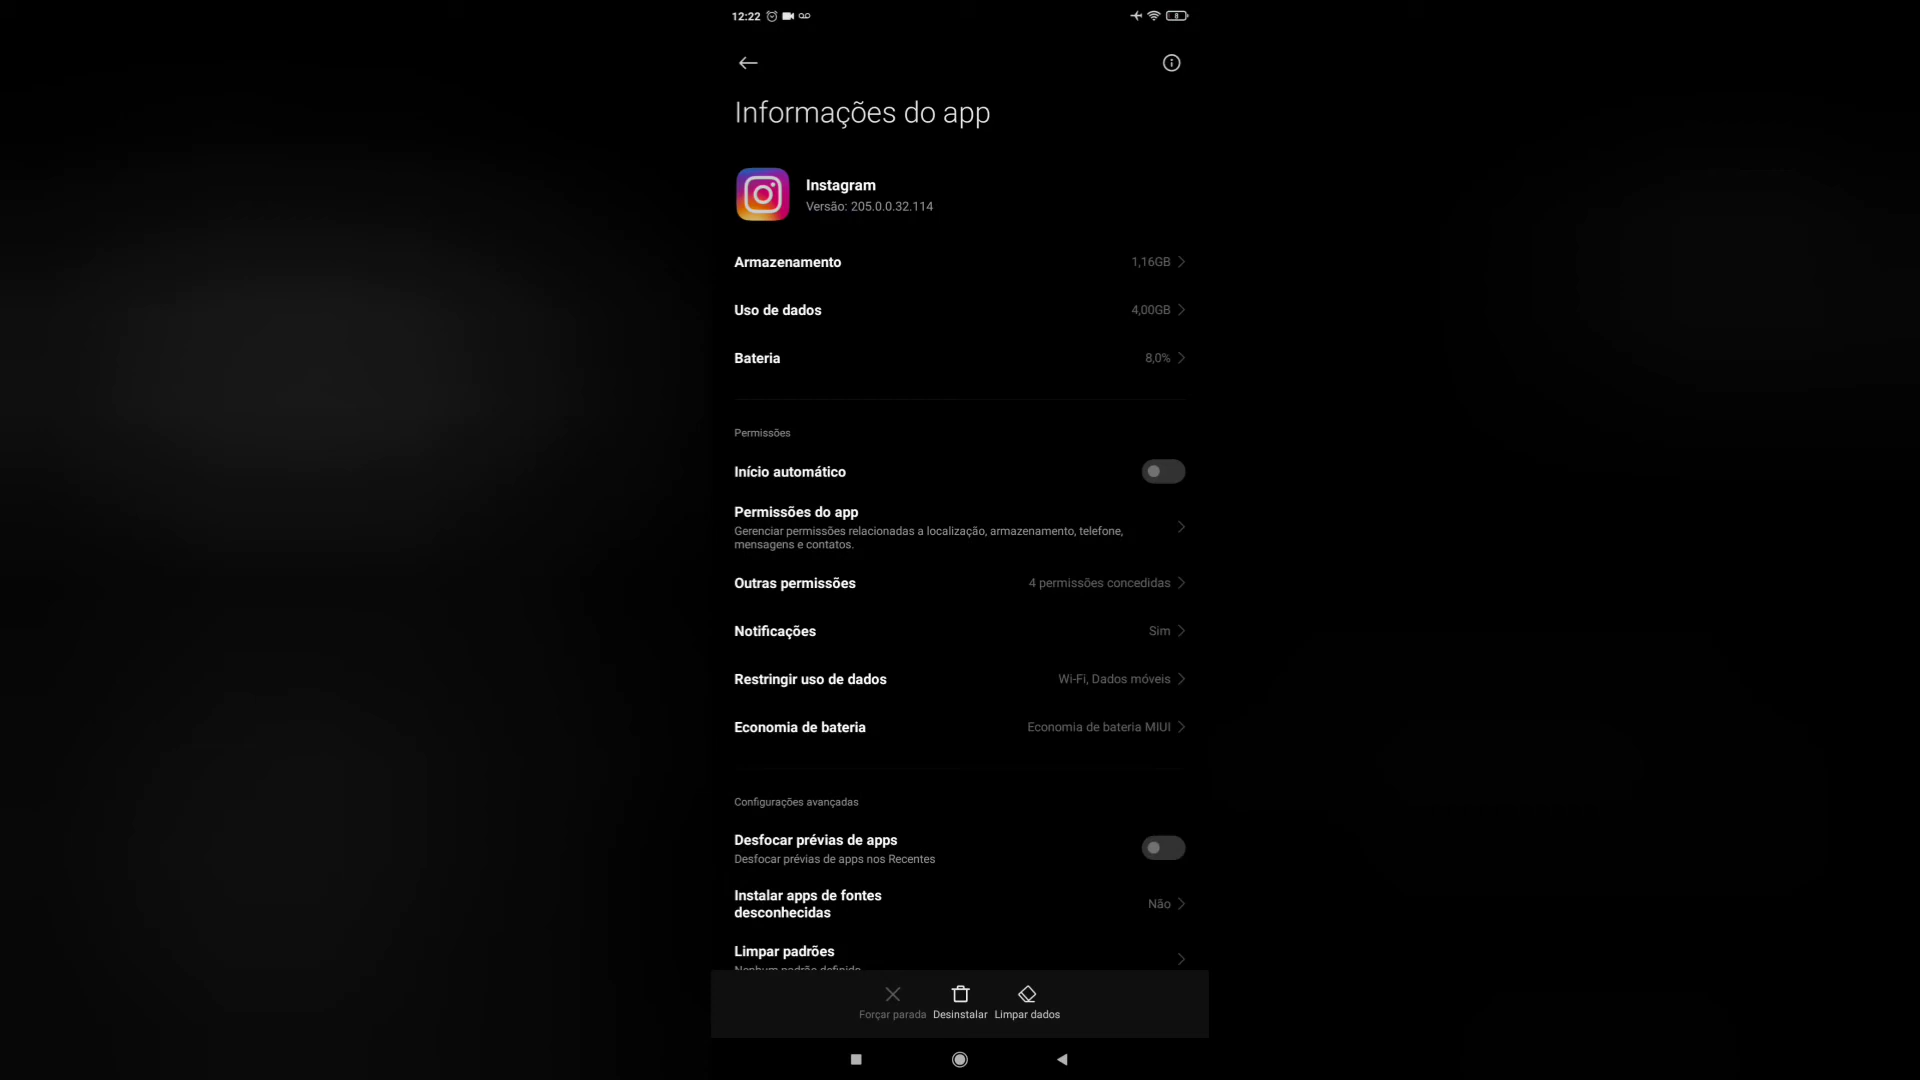 12:22
8
Informações do app
Instagram
Versão: 205.0.0.32.114
Armazenamento 1,16GB
Uso de dados 4,00GB
Bateria 8,0%
Permissões
Início automático
Permissões do app
Gerenciar permissões relacionadas a localização, armazenamento, telefone,
mensagens e contatos.
Outras permissões 4 permissões concedidas
Notificações Sim
Restringir uso de dados Wi-Fi, Dados móveis
Economia de bateria Economia de bateria MIUI
Configurações avançadas
Desfocar prévias de apps
Desfocar prévias de apps nos Recentes
Instalar apps de fontes
desconhecidas Não
Limpar padrões
Nenhum padrão definido
Forçar parada Desinstalar Limpar dados